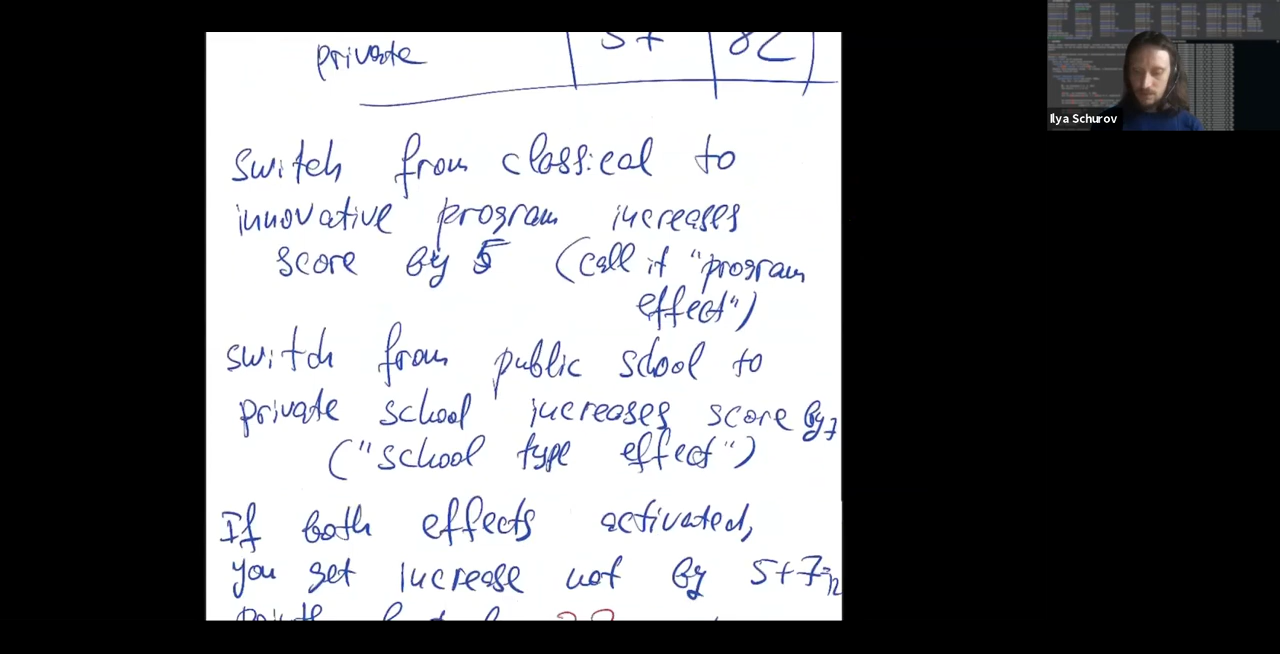 private 57 82
switch from classical to
innovative program increases
score by 5 (call it "program
effect")
switch from public school to
private school increases score by 7
("school type effect")
If both effects activated,
you get increase not by 5+7=12
Ilya Schurov